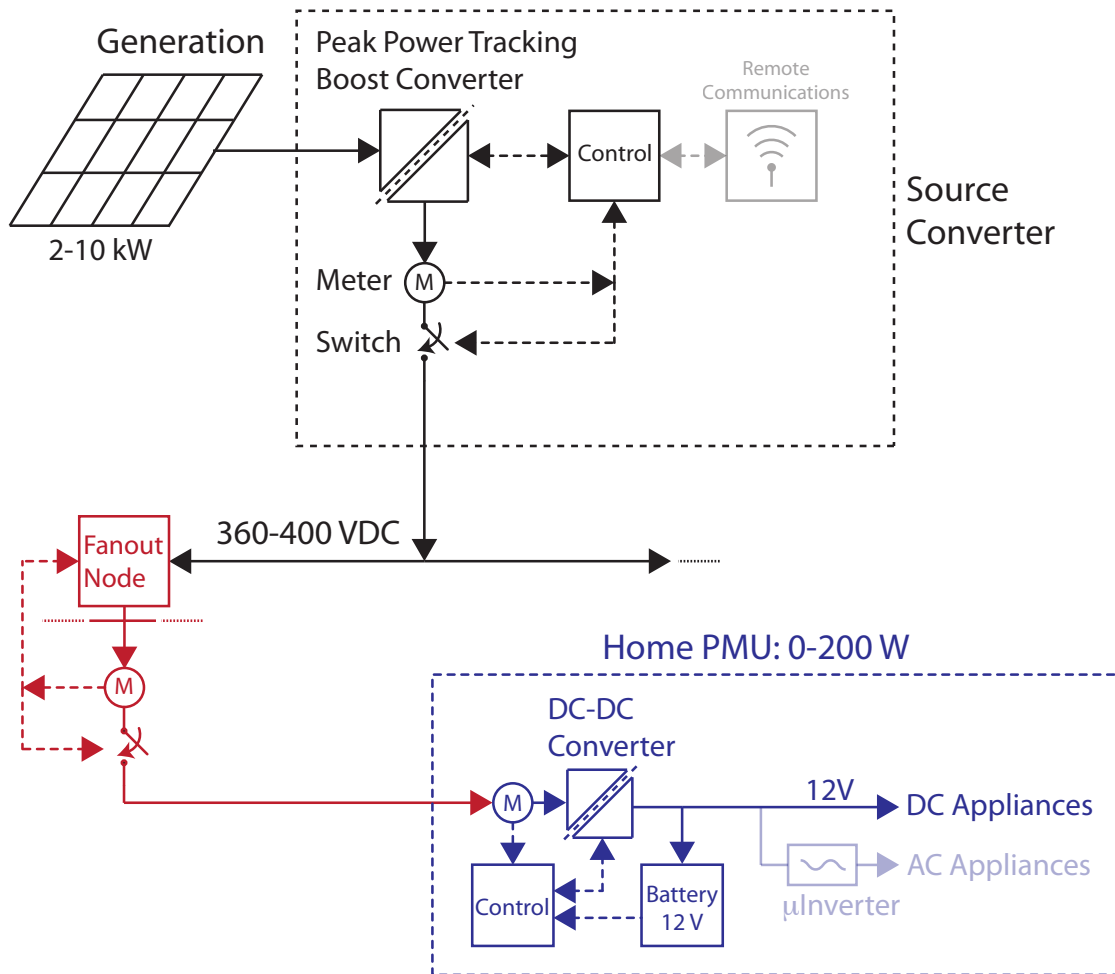 Generation
2-10 kW
Peak Power Tracking
Boost Converter
Remote
Communications
Control
Source
Converter
Meter
M
Switch
360-400 VDC
Fanout
Node
M
Home PMU: 0-200 W
DC-DC
Converter
M
12V
DC Appliances
AC Appliances
μInverter
Control
Battery
12 V